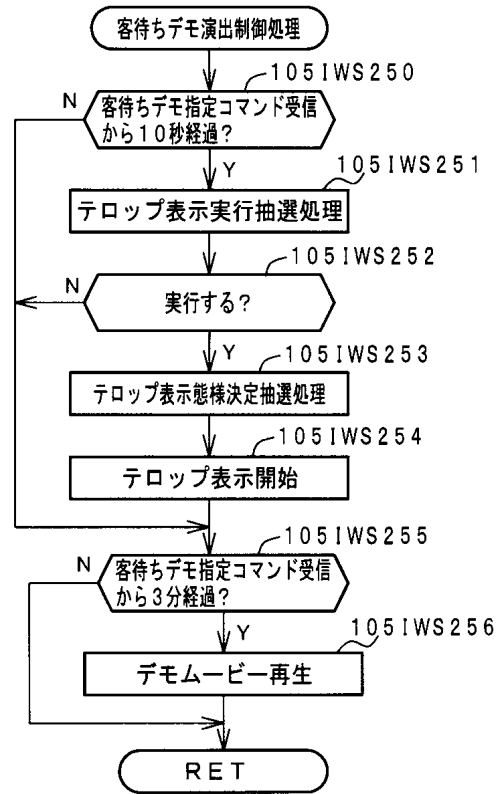 客待ちデモ演出制御処理
105IWS250
N
客待ちデモ指定コマンド受信
から10秒経過?
Y
105IWS251
テロップ表示実行抽選処理
105IWS252
N
実行する?
Y
105IWS253
テロップ表示態様決定抽選処理
105IWS254
テロップ表示開始
105IWS255
N
客待ちデモ指定コマンド受信
から3分経過?
Y
105IWS256
デモムービー再生
RET